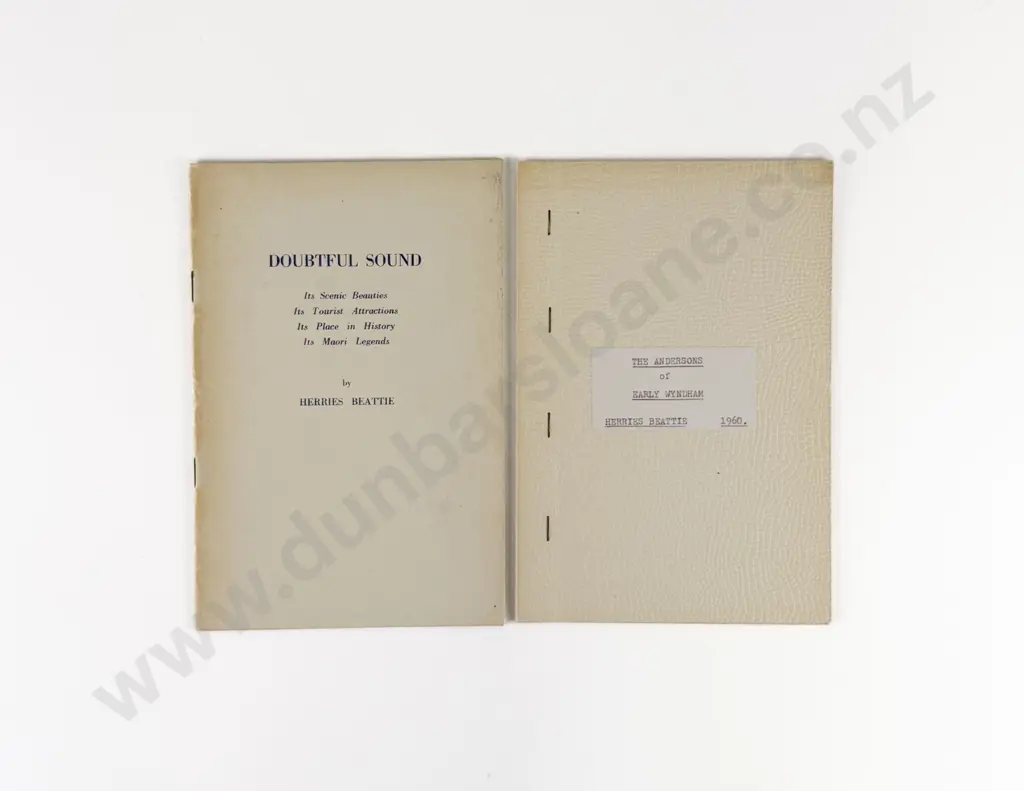 DOUBTFUL SOUND
Its Scenic Beauties
Its Tourist Attractions
Its Place in History
Its Maori Legends
by
HERRIES BEATTIE
THE ANDERSONS
of
EARLY WYNDHAM
HERRIES BEATTIE 1960.
www.dunbarsloane.co.nz